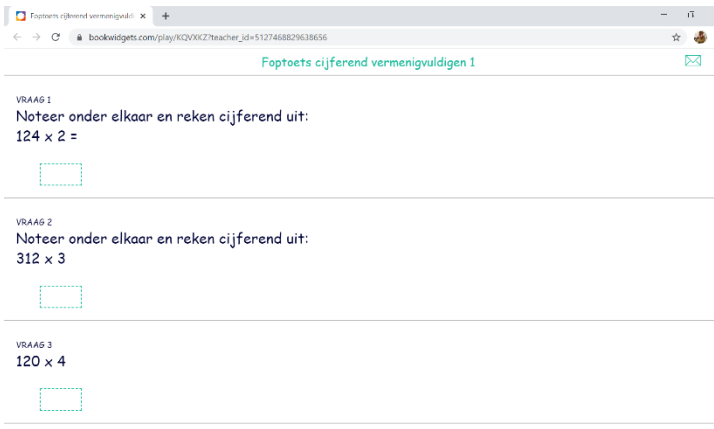 Foptoets cijferend vermenigvuld
bookwidgets.com/play/KQVXKZ?teacher_id=5127468829638656
Foptoets cijferend vermenigvuldigen 1
VRAAG 1
Noteer onder elkaar en reken cijferend uit:
124 x 2 =
VRAAG 2
Noteer onder elkaar en reken cijferend uit:
312 x 3
VRAAG 3
120 x 4